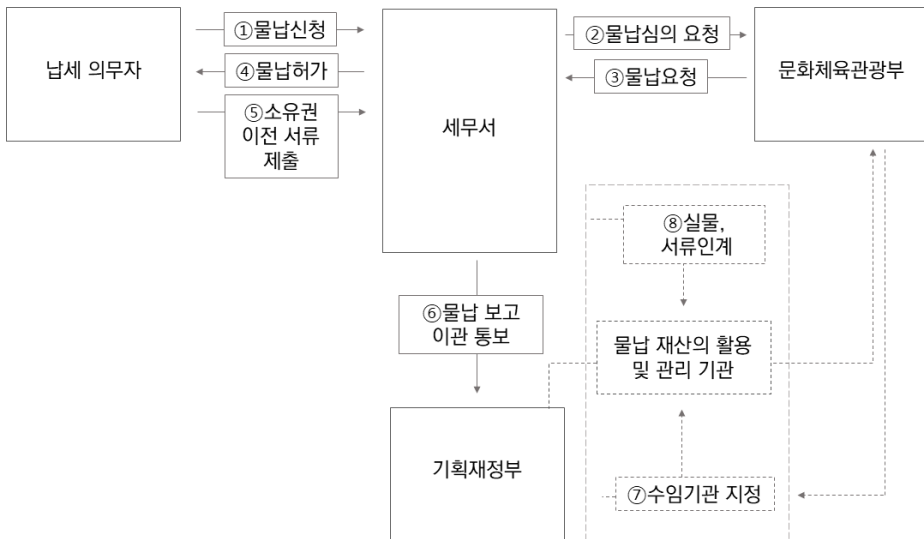 납세 의무자
①물납신청
④물납허가
⑤소유권
이전 서류
제출
세무서
②물납심의 요청
③물납요청
문화체육관광부
⑥물납 보고
이관 통보
기획재정부
⑧실물,
서류인계
물납 재산의 활용
및 관리 기관
⑦수임기관 지정